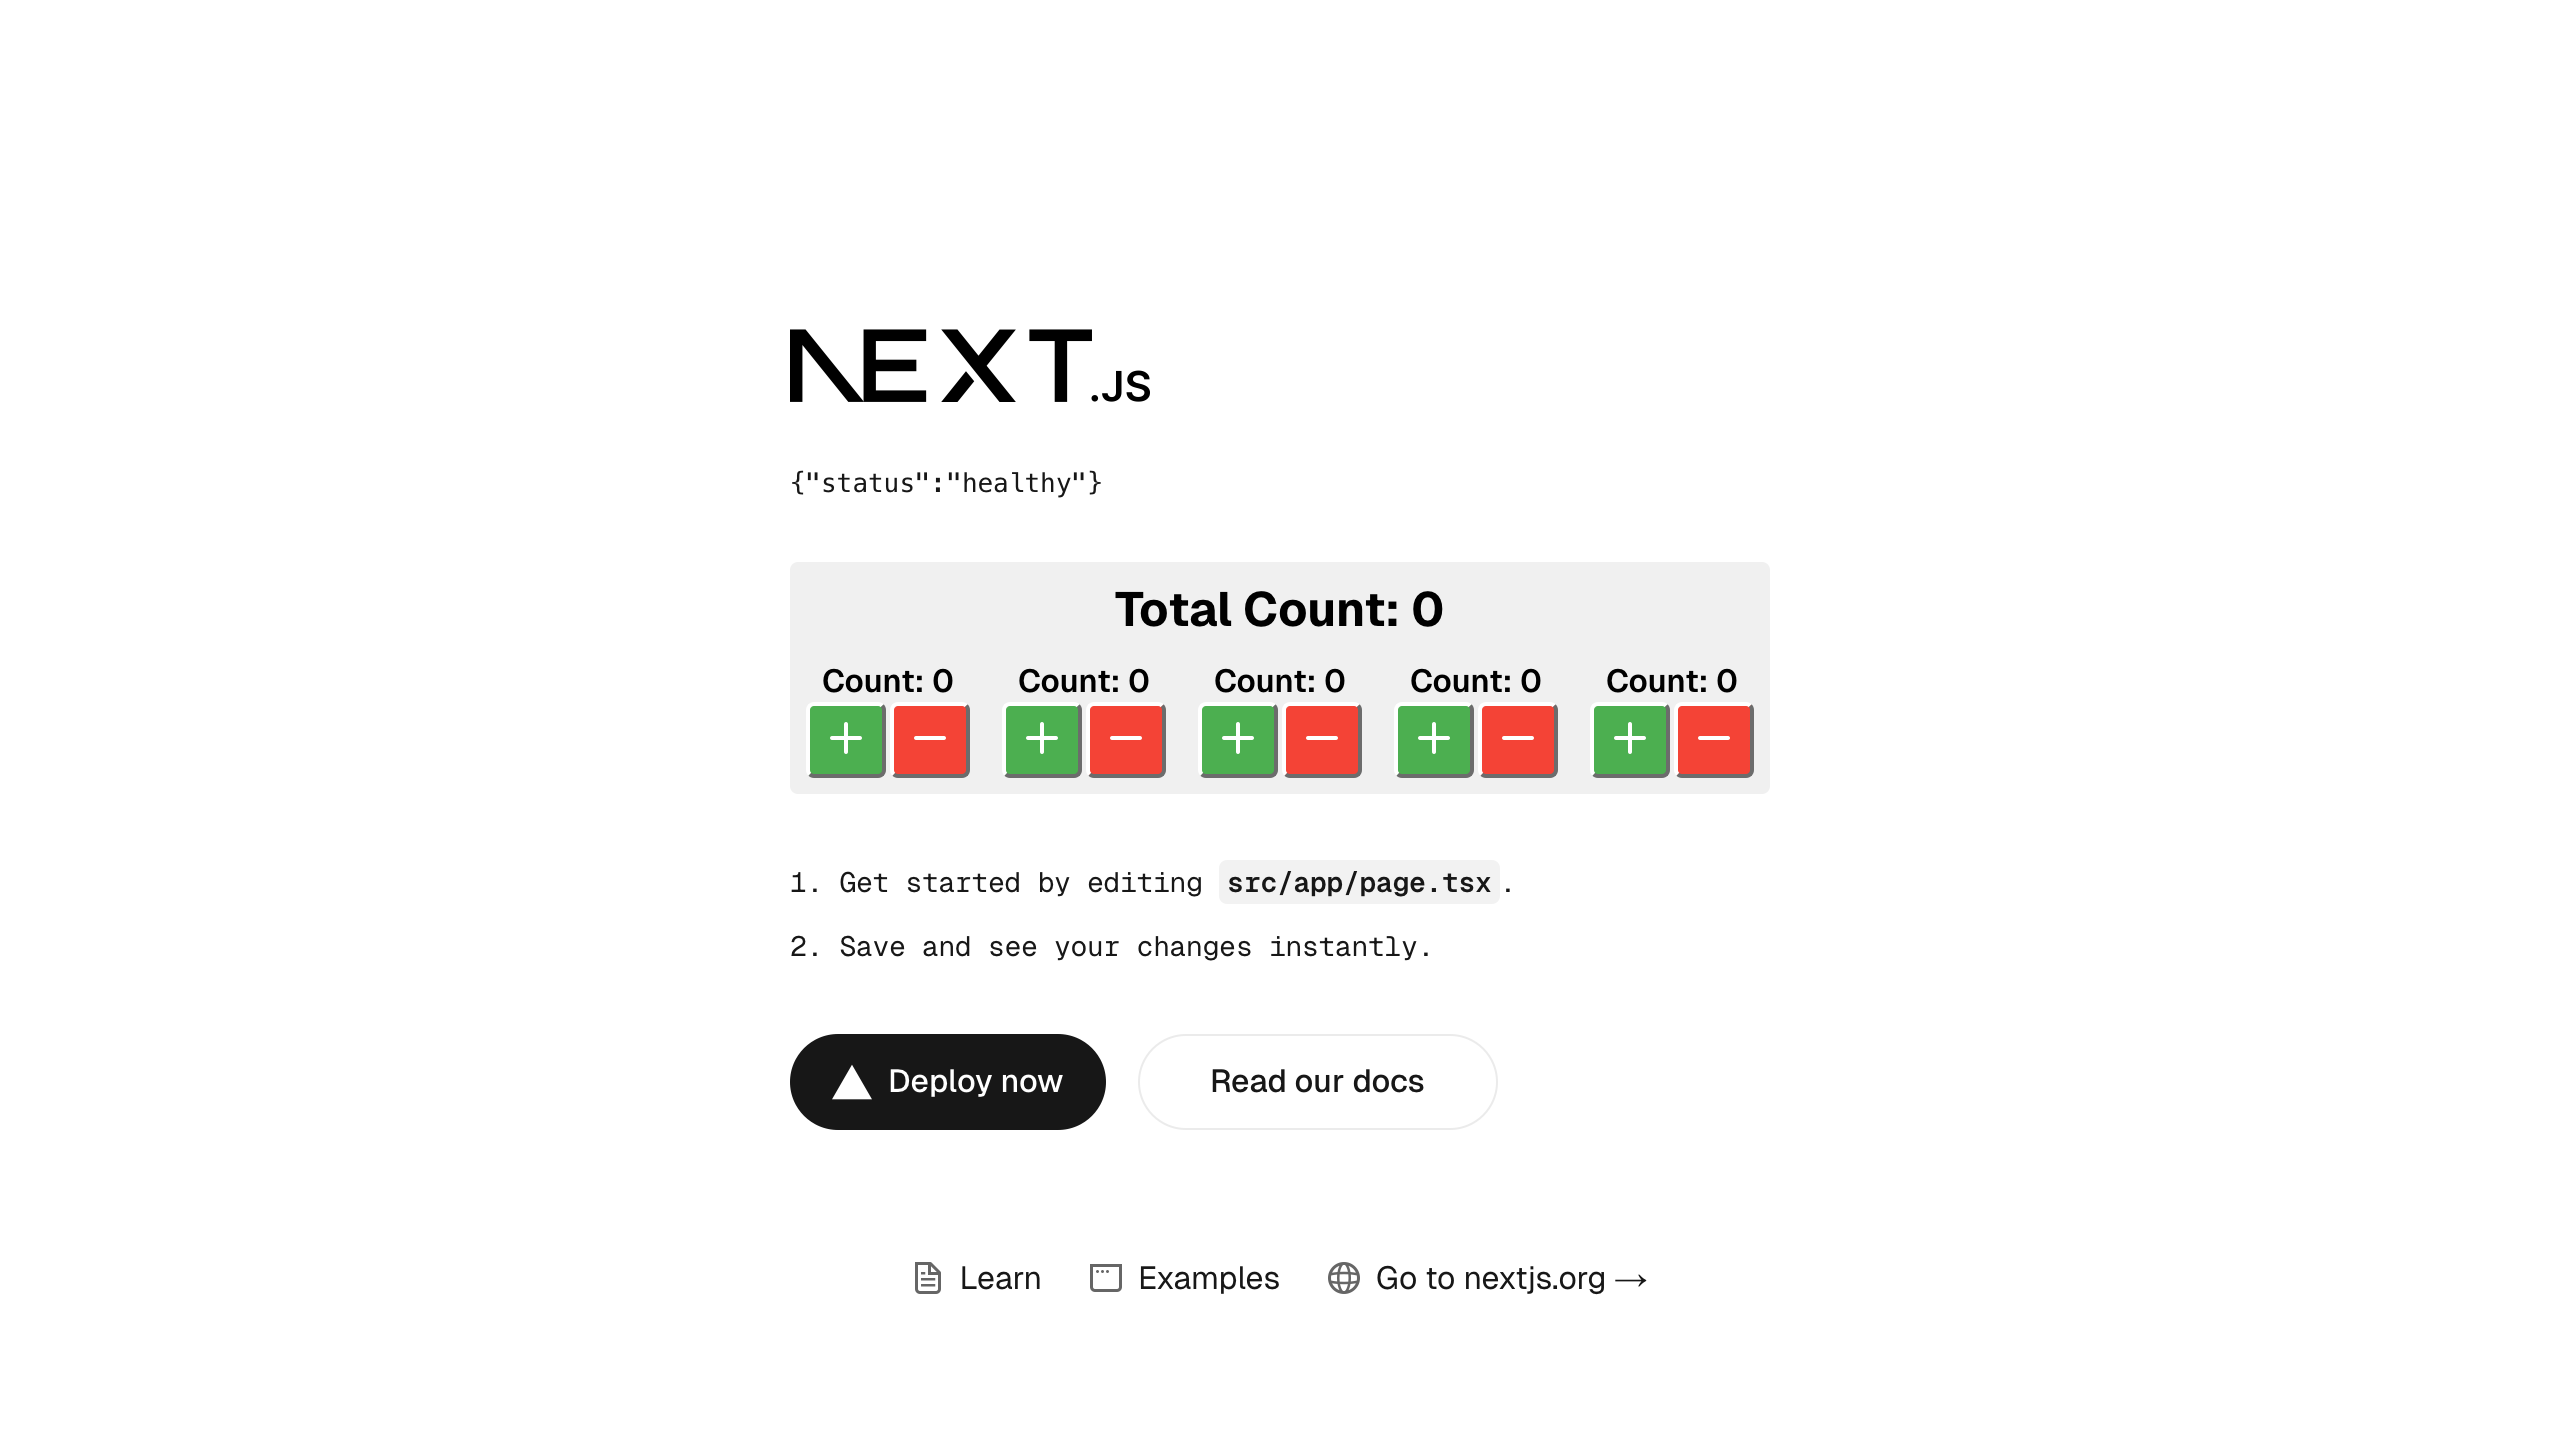 NEXT.JS
{"status":"healthy"}
Total Count: 0
Count: 0 Count: 0 Count: 0 Count: 0 Count: 0
1. Get started by editing src/app/page.tsx.
2. Save and see your changes instantly.
Deploy now Read our docs
Learn Examples Go to nextjs.org →